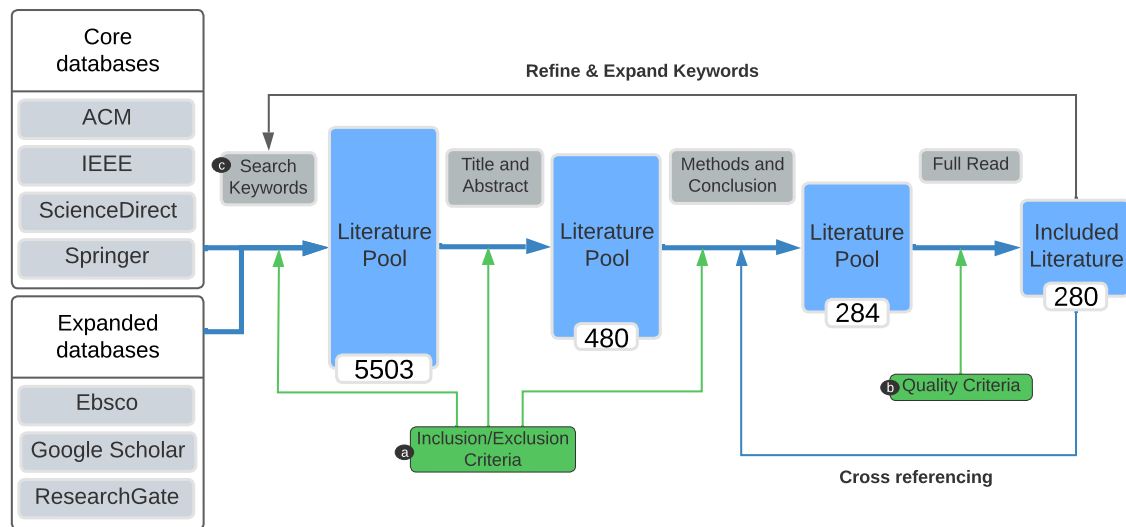 Core
databases
ACM
IEEE
ScienceDirect
Springer
Expanded
databases
Ebsco
Google Scholar
ResearchGate
Refine & Expand Keywords
c
Search
Keywords
Literature
Pool
5503
Title and
Abstract
Literature
Pool
480
Methods and
Conclusion
Literature
Pool
284
Full Read
Included
Literature
280
a
Inclusion/Exclusion
Criteria
b
Quality Criteria
Cross referencing